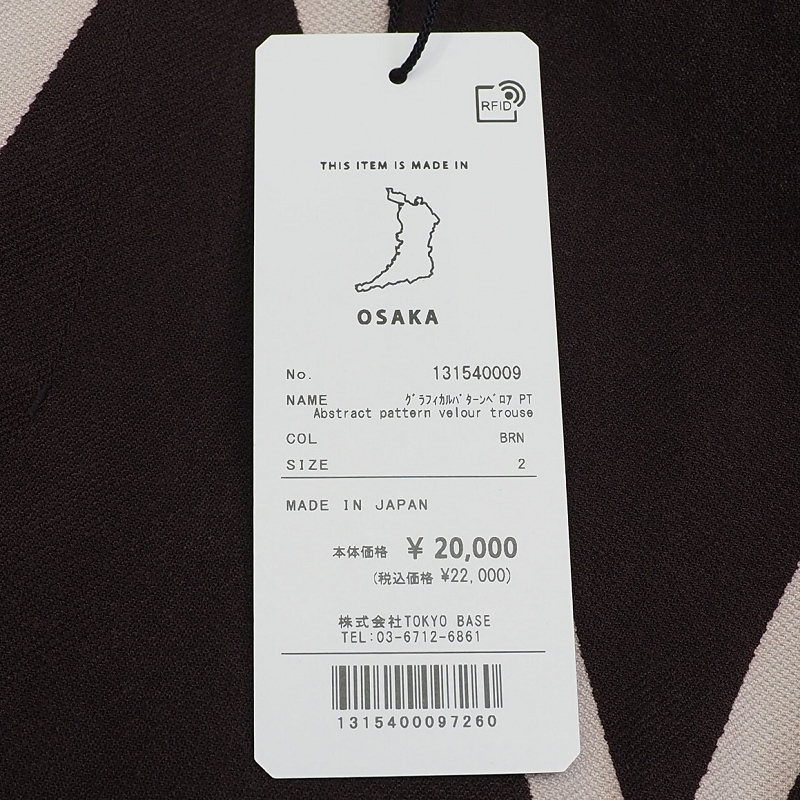 RFID
THIS ITEM IS MADE IN
OSAKA
No. 131540009
NAME ｸﾞﾗﾌｨｶﾙﾊﾟﾀｰﾝﾍﾞﾛｱ PT
Abstract pattern velour trouse
COL BRN
SIZE 2
MADE IN JAPAN
本体価格 ¥ 20,000
(税込価格 ¥22,000)
株式会社TOKYO BASE
TEL:03-6712-6861
1315400097260